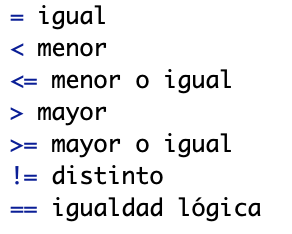 = igual
< menor
<= menor o igual
> mayor
>= mayor o igual
!= distinto
== igualdad lógica